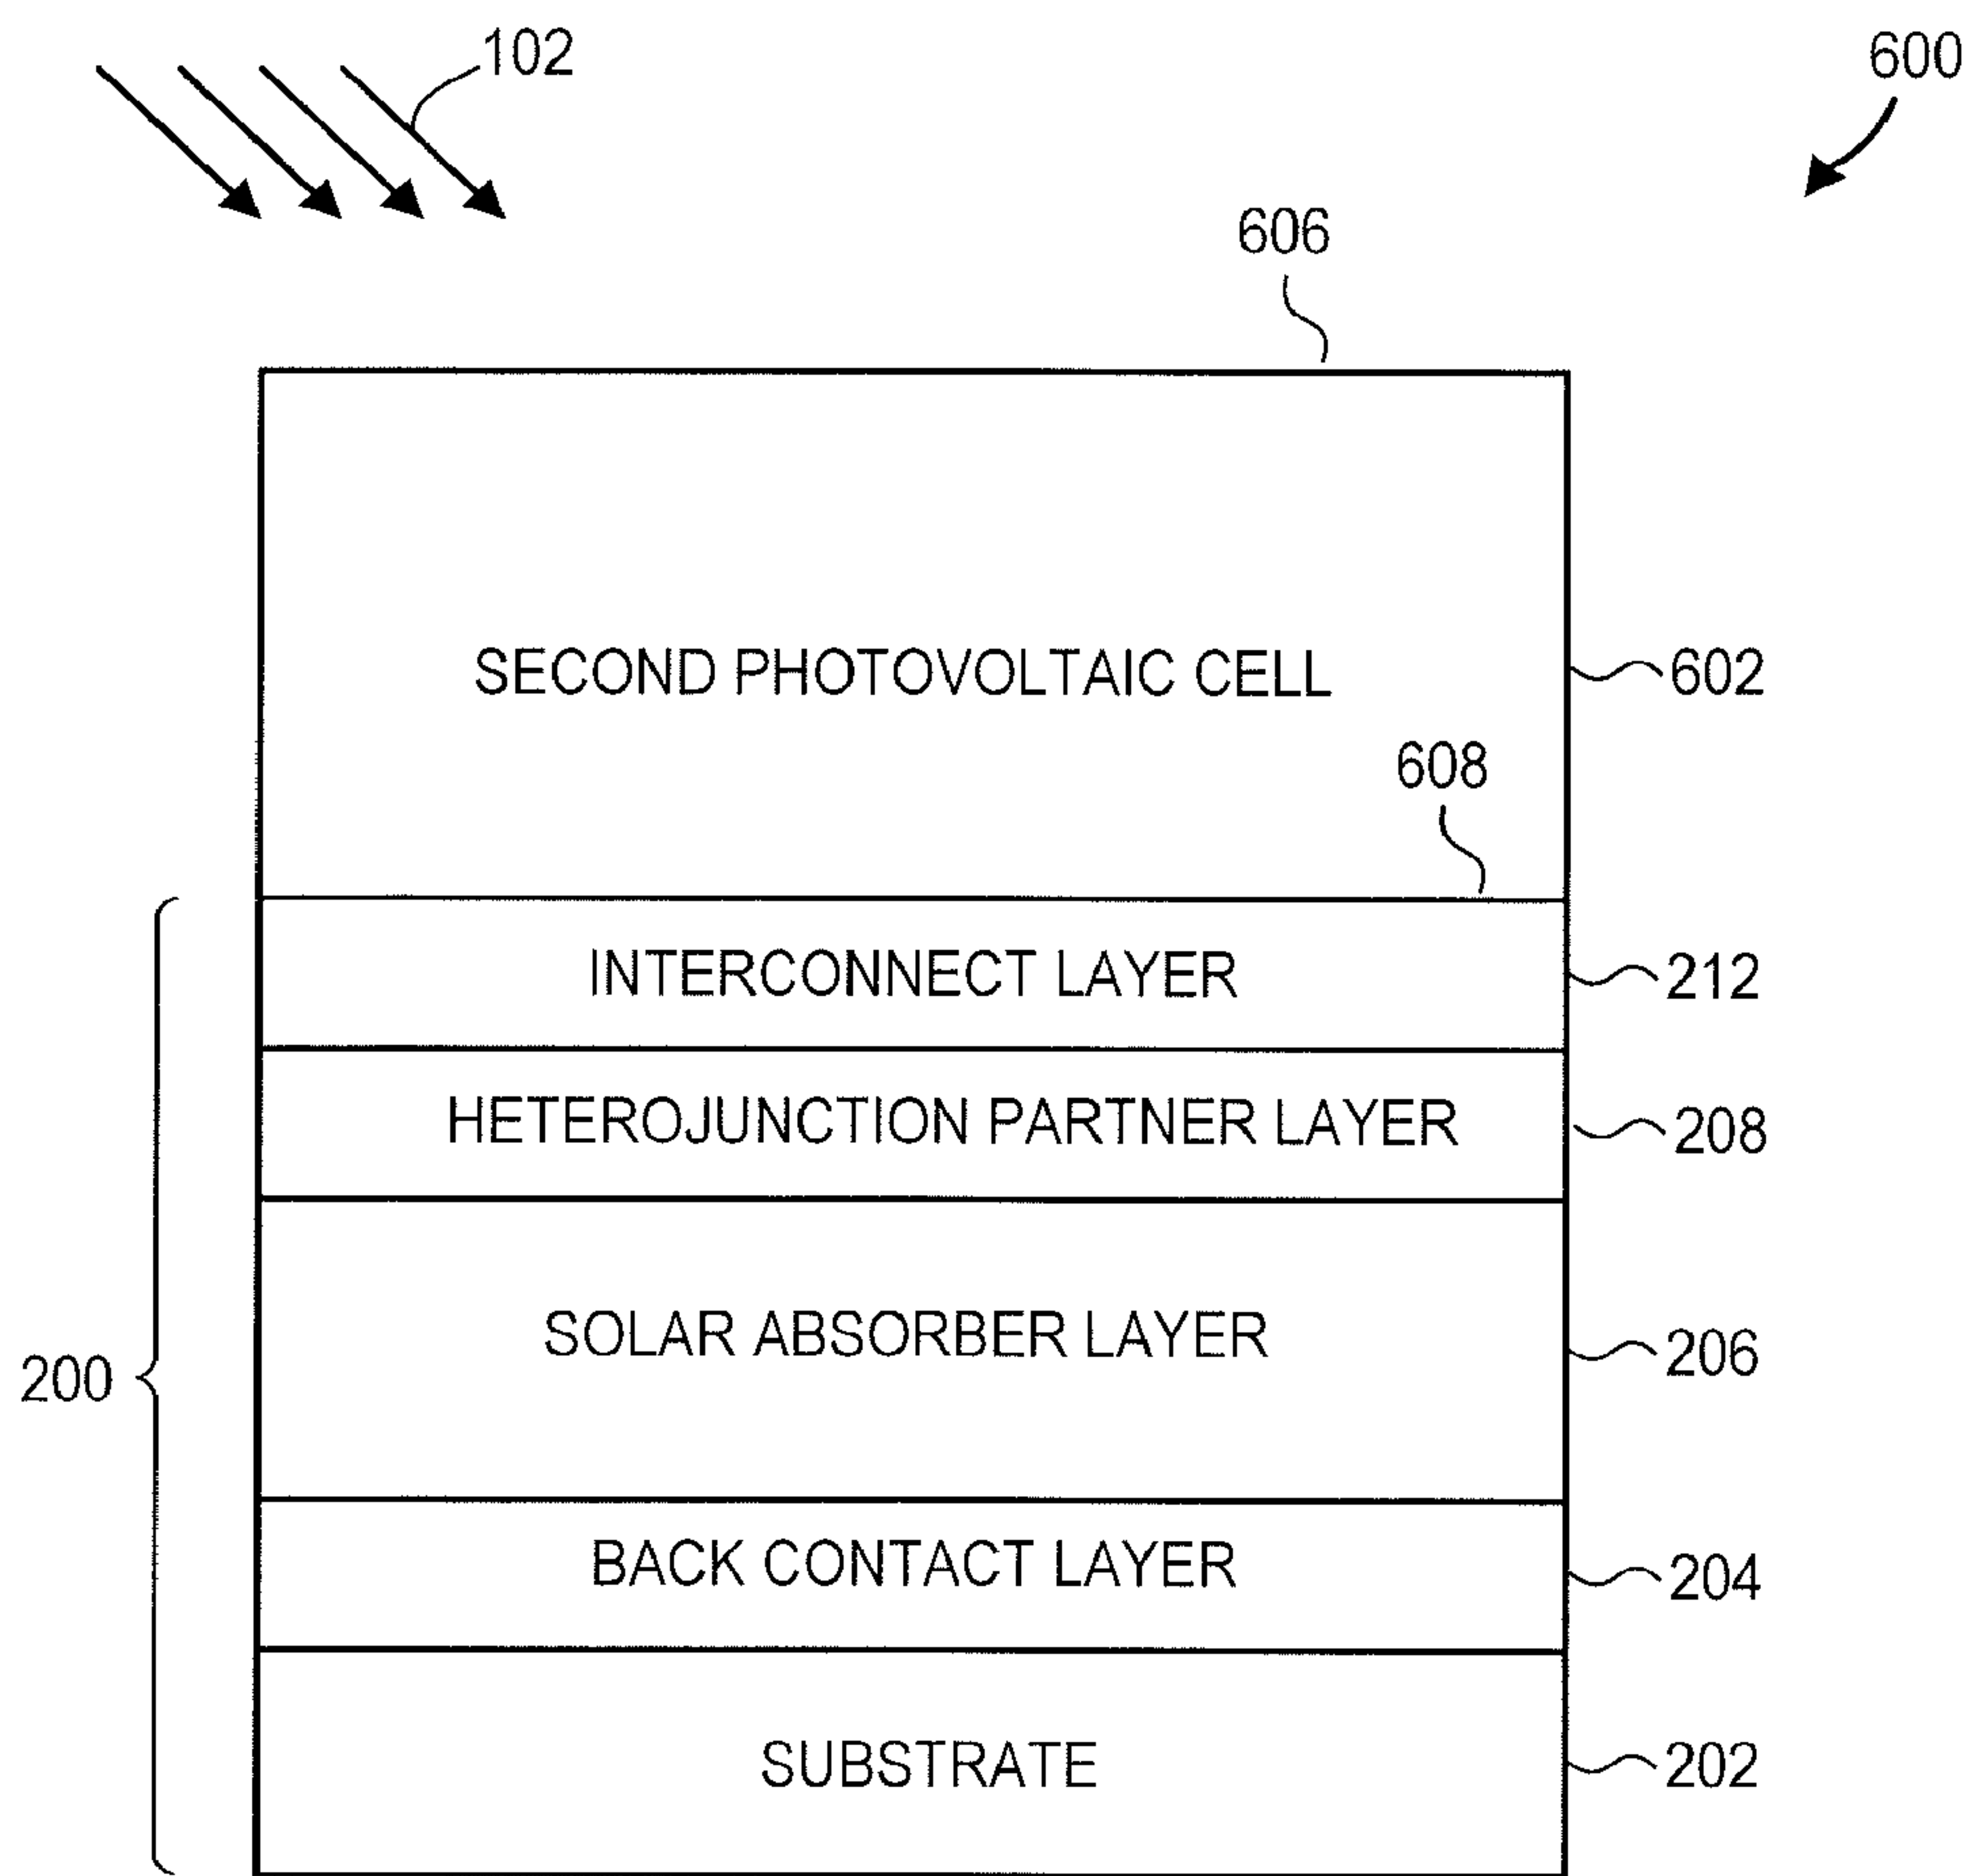 102
600
606
SECOND PHOTOVOLTAIC CELL
602
608
INTERCONNECT LAYER
212
HETEROJUNCTION PARTNER LAYER
208
SOLAR ABSORBER LAYER
206
200
BACK CONTACT LAYER
204
SUBSTRATE
202